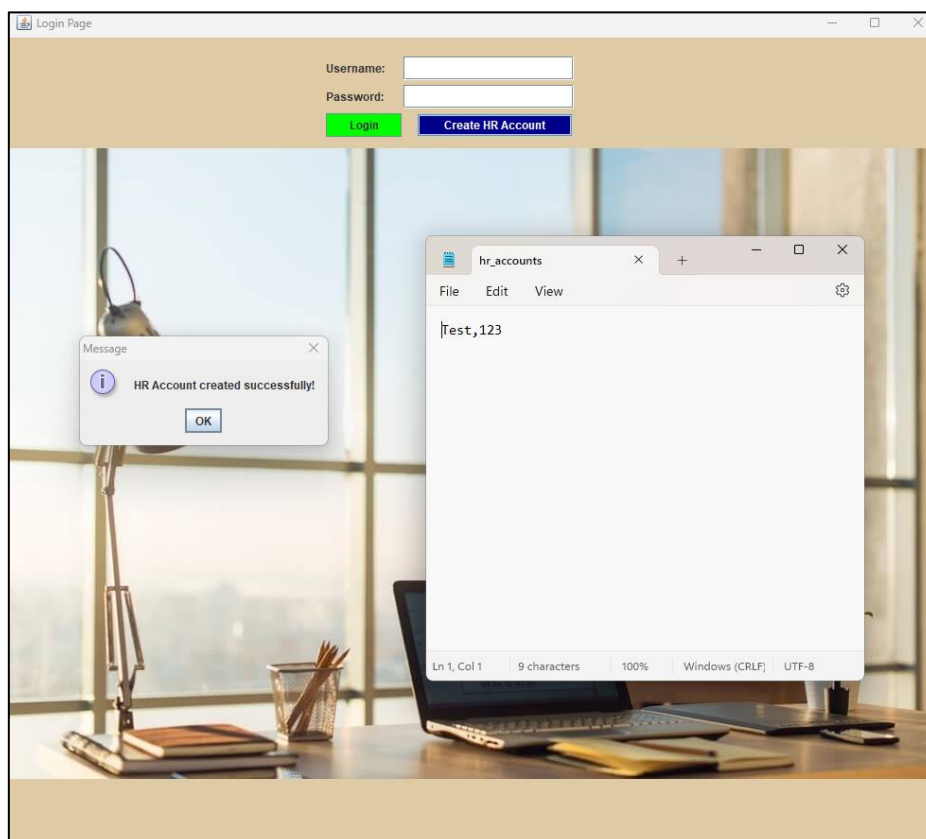 Login Page
Username:
Password:
Login Create HR Account
hr_accounts
File Edit View
Test,123
Message
HR Account created successfully!
OK
Ln 1, Col 1 9 characters 100% Windows (CRLF) UTF-8